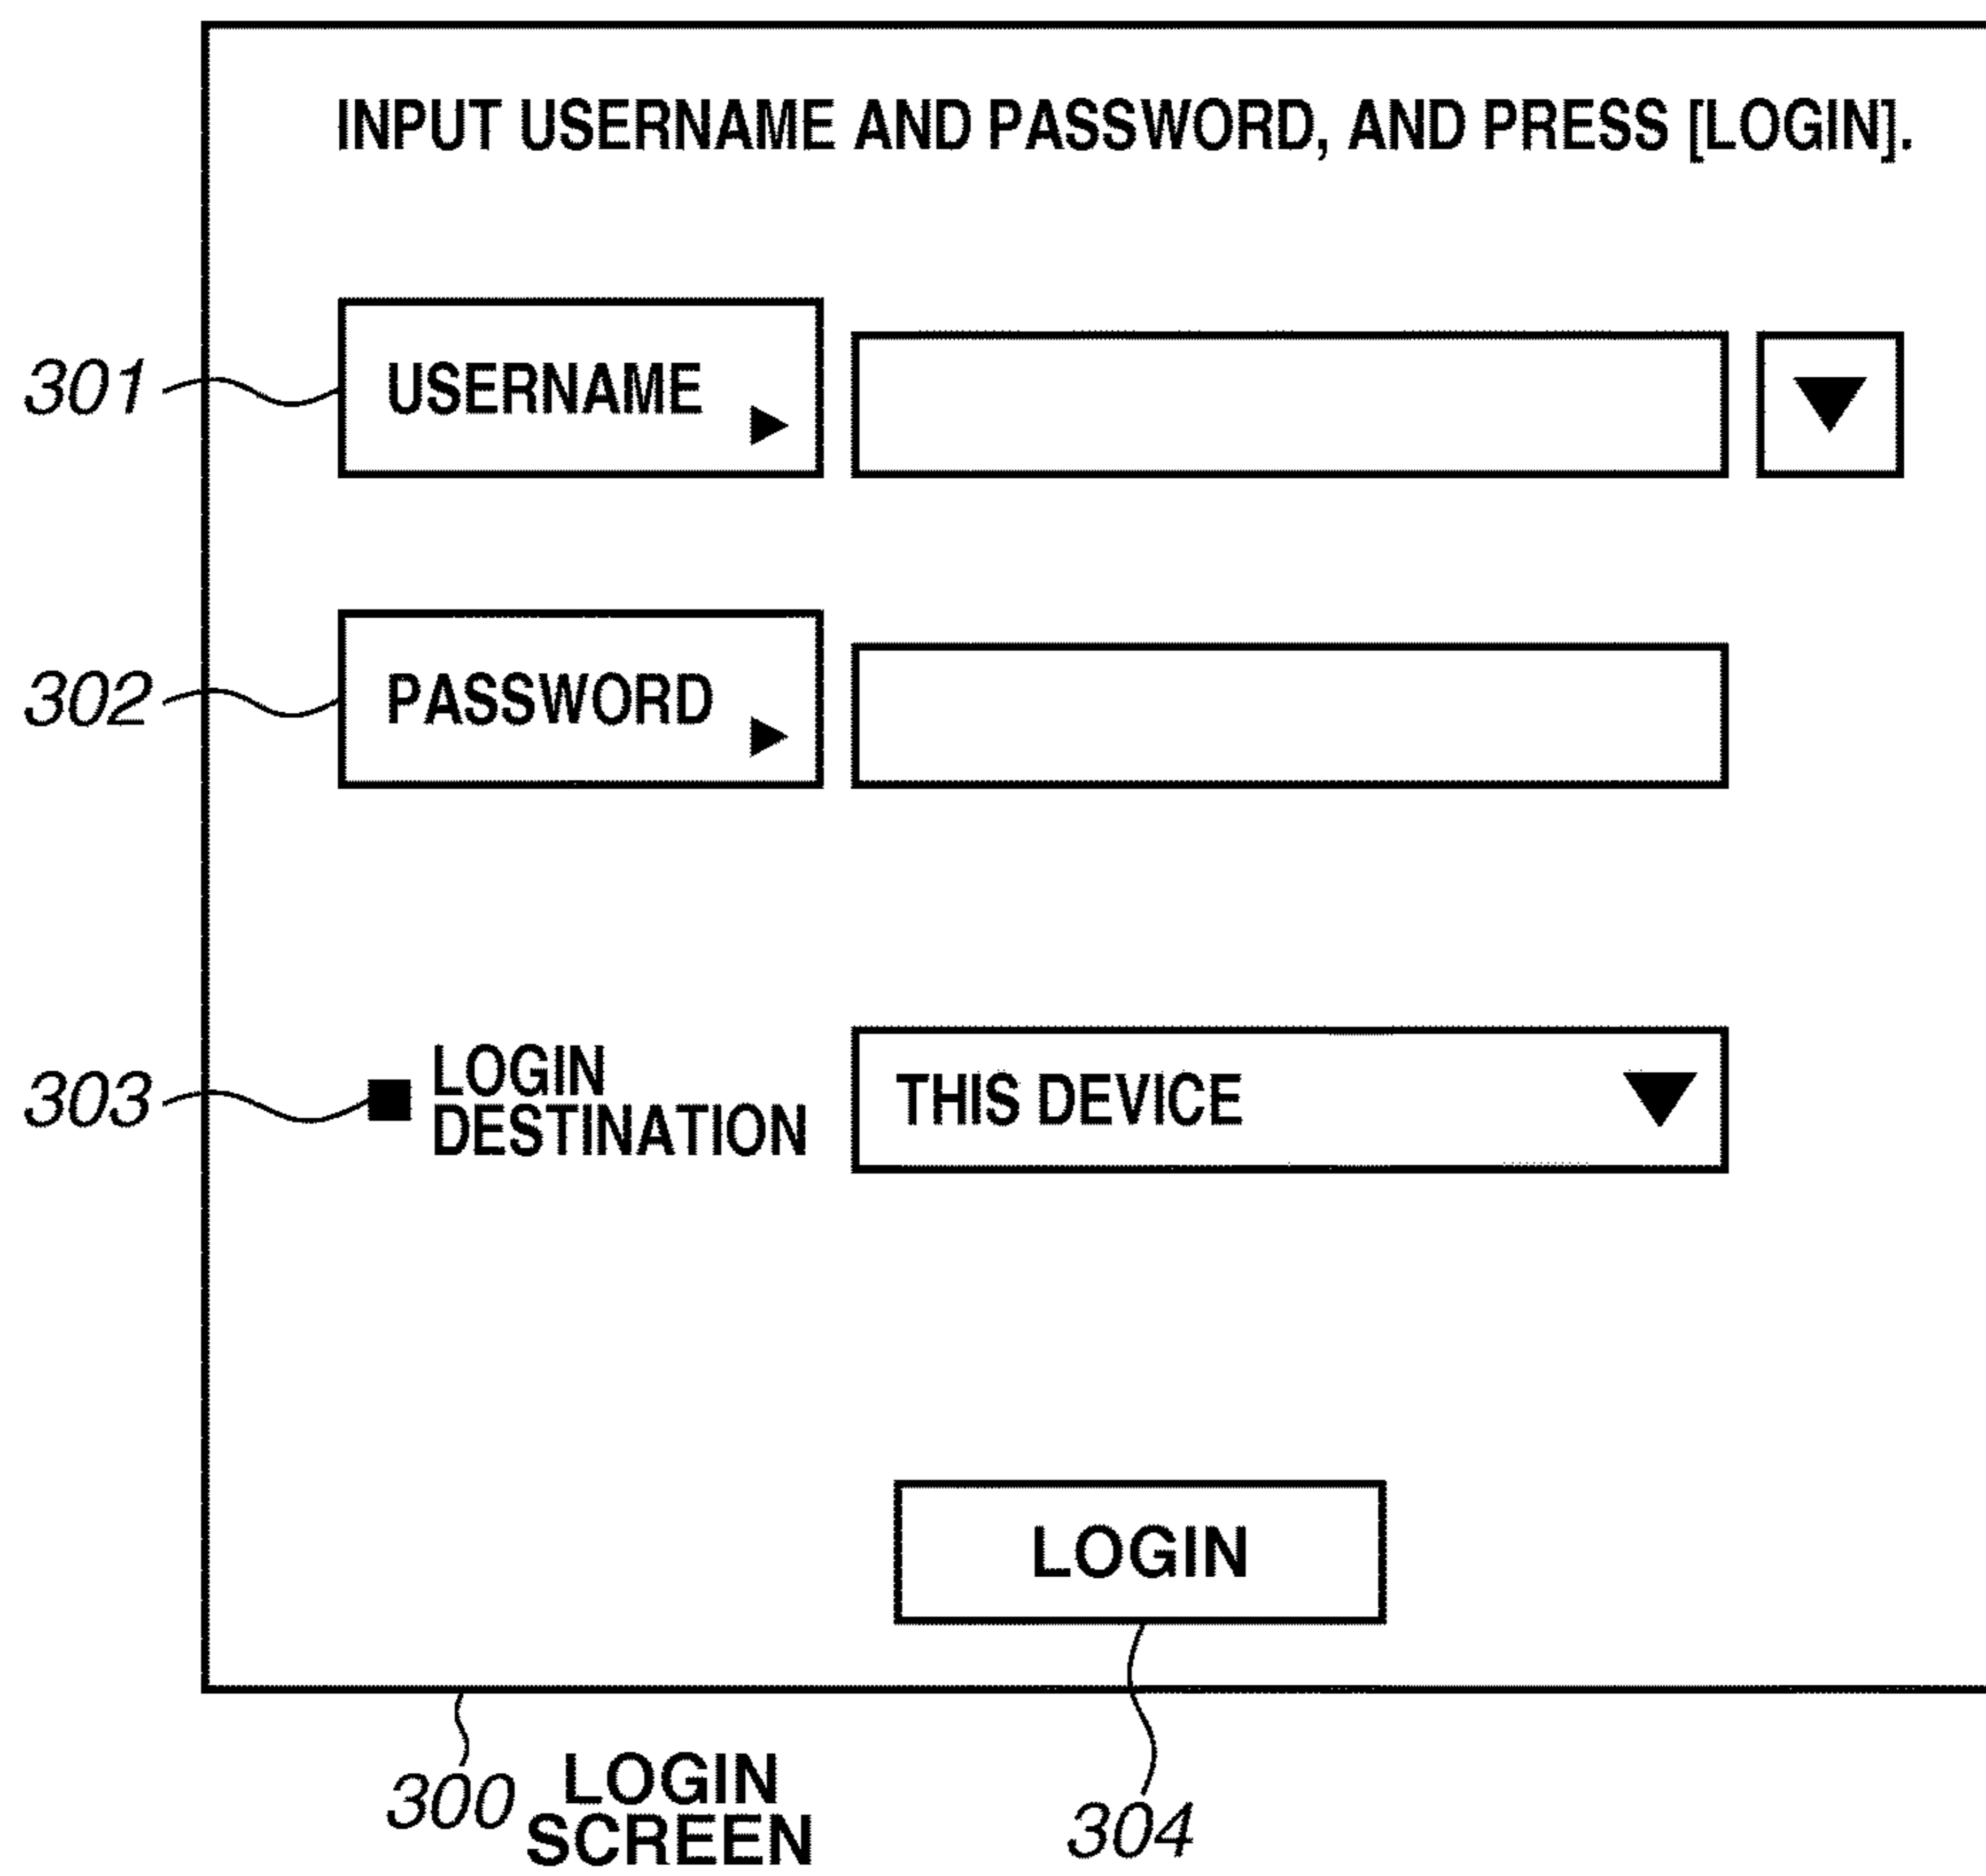 INPUT USERNAME AND PASSWORD, AND PRESS [LOGIN].
301
USERNAME
302
PASSWORD
303
LOGIN
DESTINATION
THIS DEVICE
LOGIN
300
LOGIN
SCREEN
304